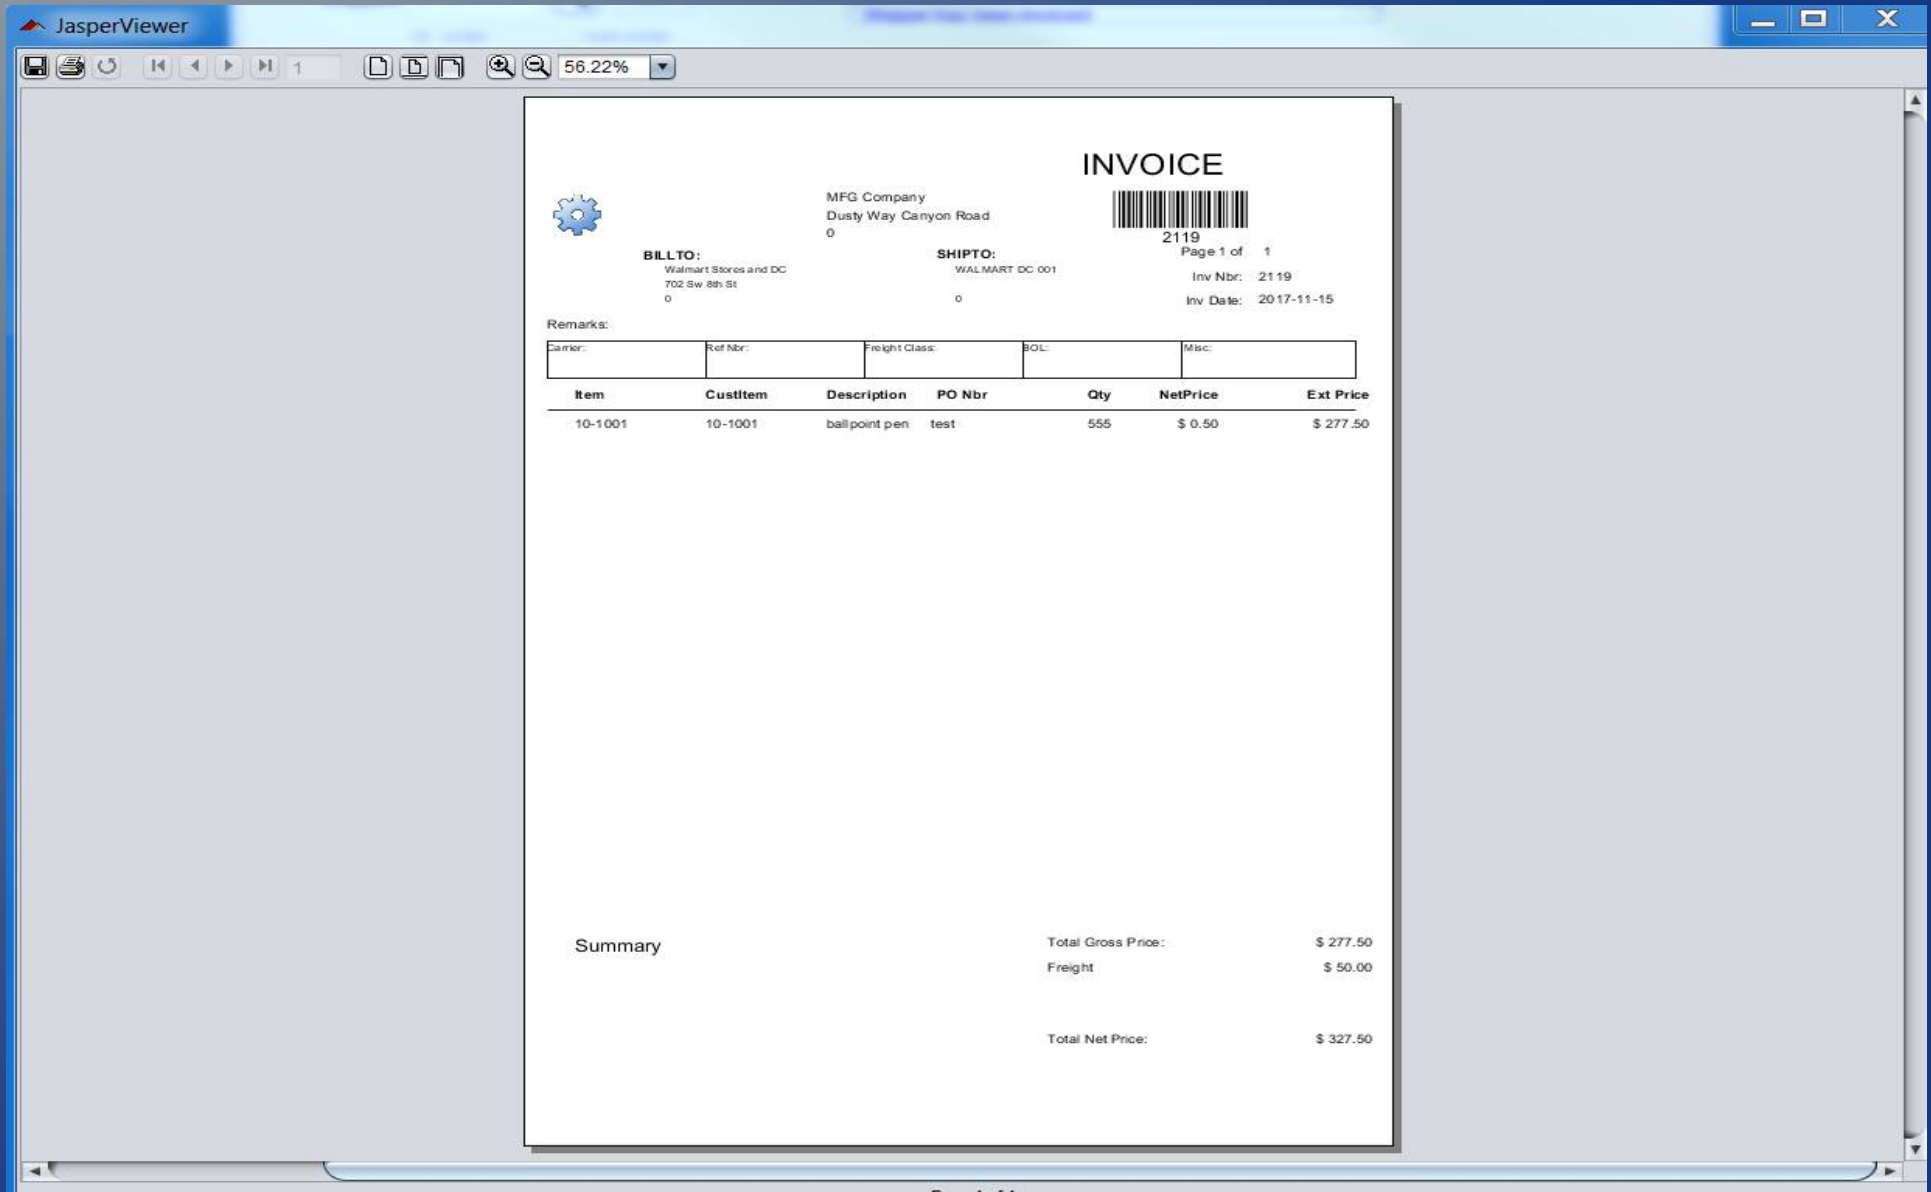 JasperViewer
1
56.22%
INVOICE
MFG Company
Dusty Way Canyon Road
0
2119
Page 1 of 1
BILLTO:
Walmart Stores and DC
702 Sw 8th St
0
SHIPTO:
WALMART DC 001
0
Inv Nbr: 2119
Inv Date: 2017-11-15
Remarks:
Carrier: Ref Nbr: Freight Class: BOL: Misc:
Item CustItem Description PO Nbr Qty NetPrice Ext Price
10-1001 10-1001 ballpoint pen test 555 $ 0.50 $ 277.50
Summary
Total Gross Price: $ 277.50
Freight $ 50.00
Total Net Price: $ 327.50